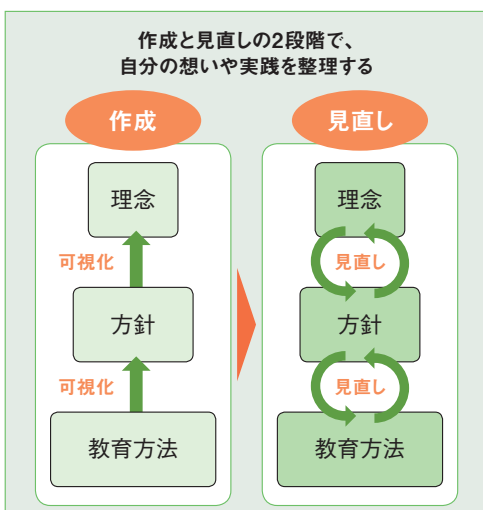 作成と見直しの2段階で、
自分の想いや実践を整理する
作成
理念
可視化
方針
可視化
教育方法
見直し
理念
見直し
方針
見直し
教育方法